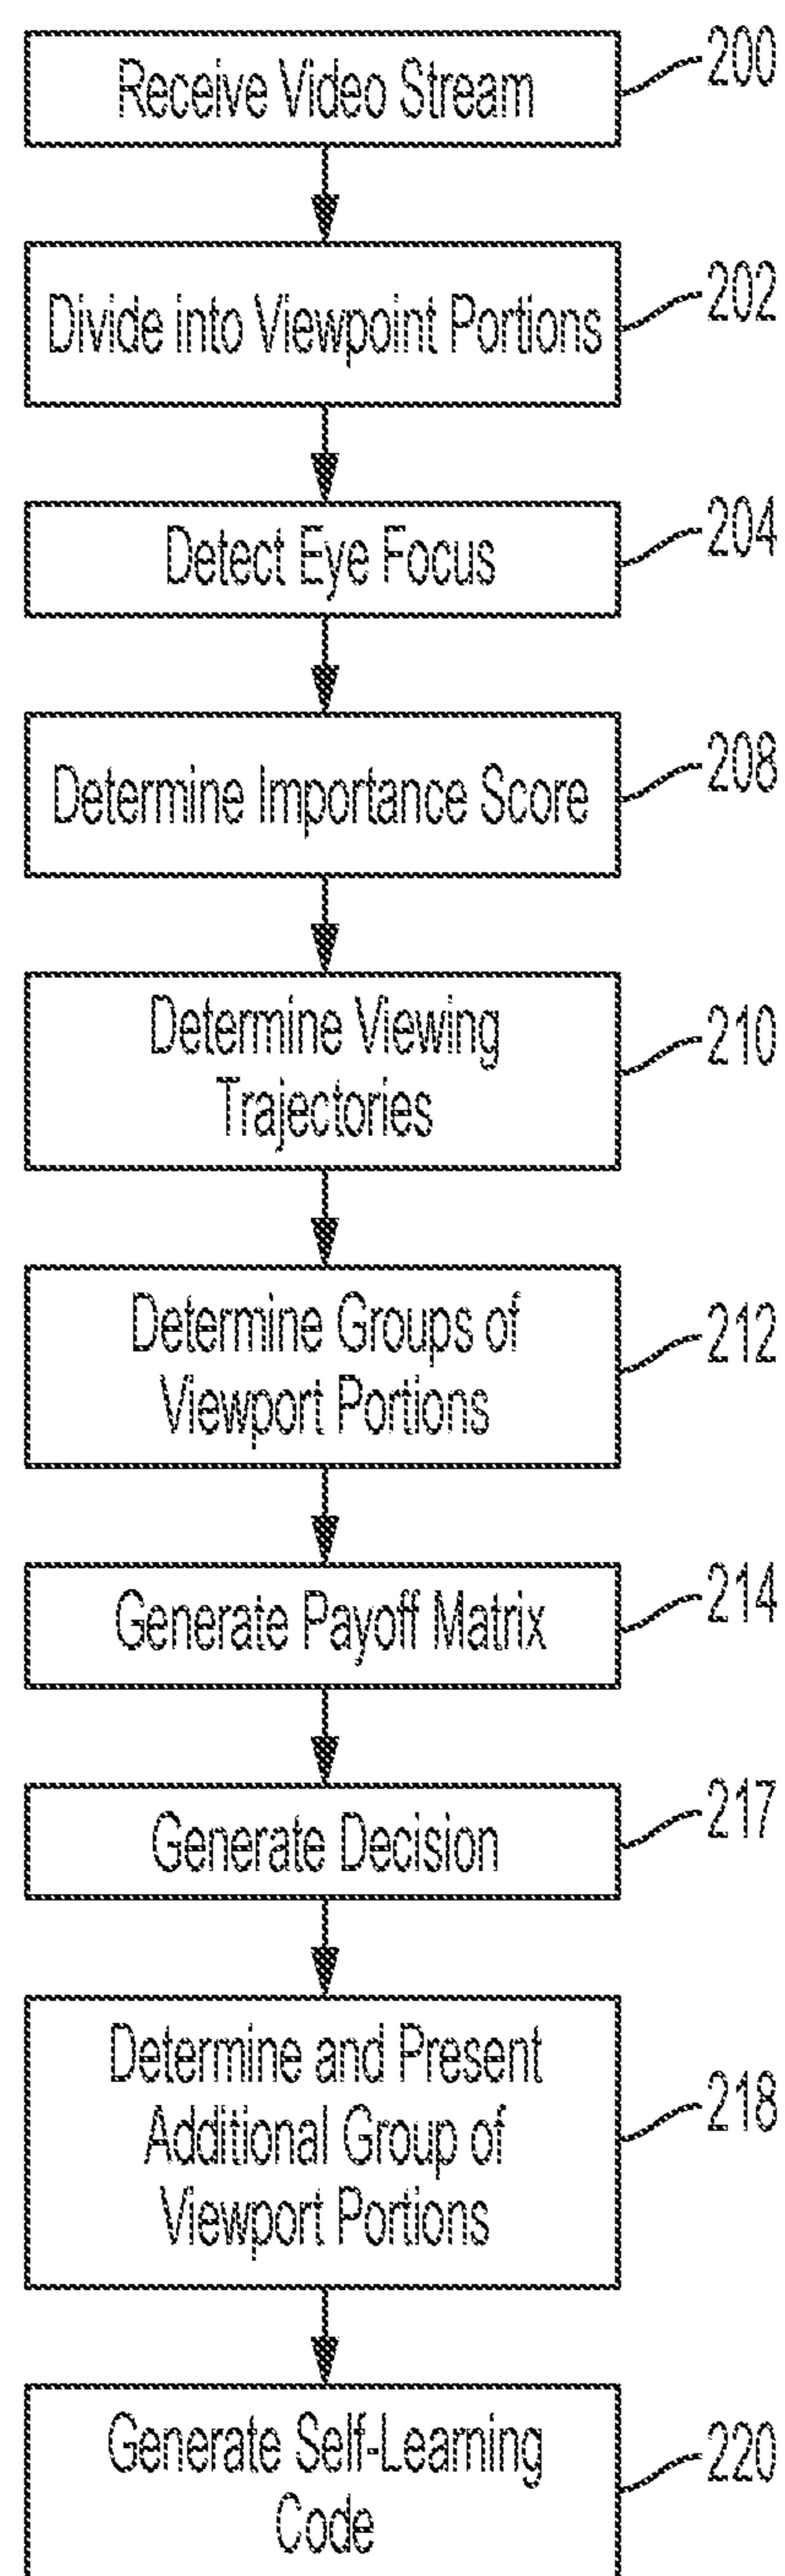 Receive Video Stream
200
Divide into Viewpoint Portions
202
Detect Eye Focus
204
Determine Importance Score
208
Determine Viewing
Trajectories
210
Determine Groups of
Viewport Portions
212
Generate Payoff Matrix
214
Generate Decision
217
Determine and Present
Additional Group of
Viewport Portions
218
Generate Self-Learning
Code
220